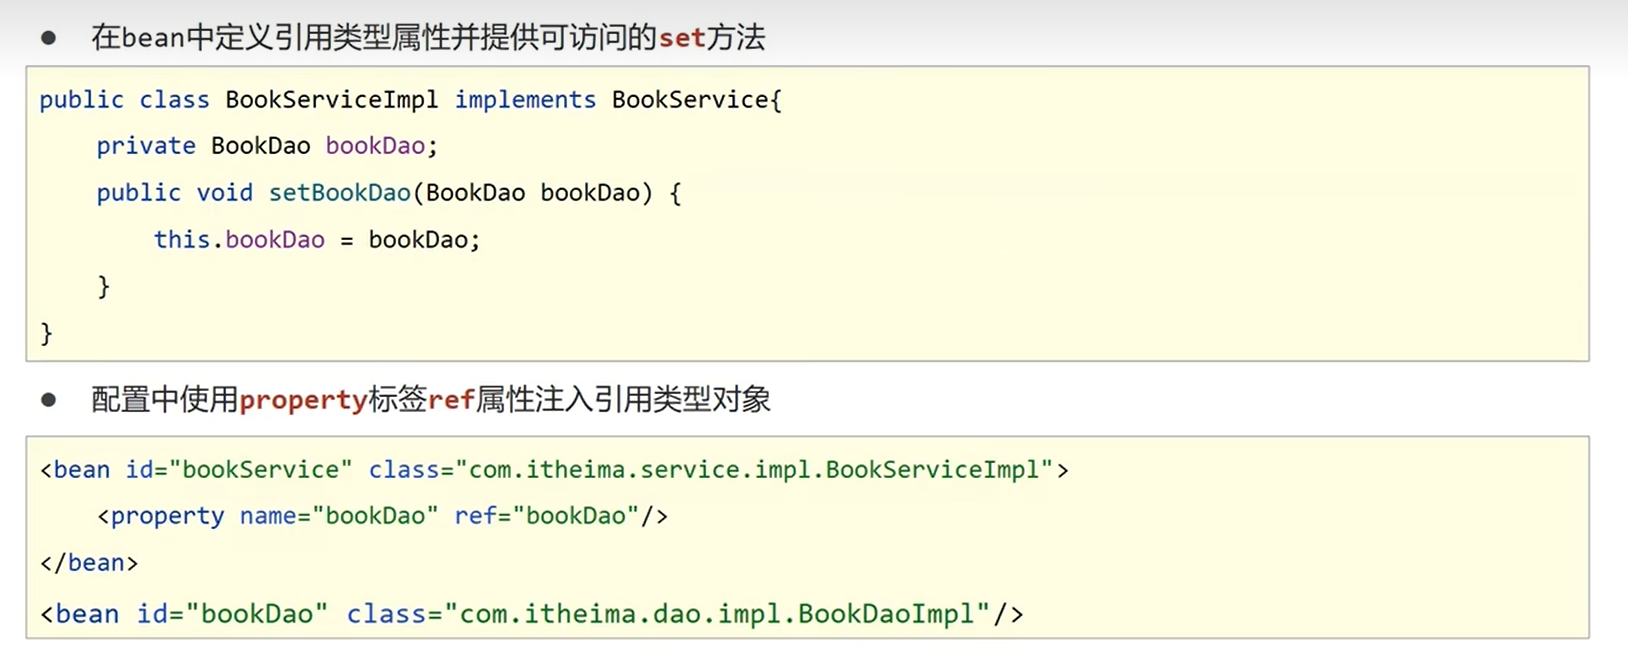 ● 在bean中定义引用类型属性并提供可访问的set方法
public class BookServiceImpl implements BookService{
    private BookDao bookDao;
    public void setBookDao(BookDao bookDao) {
        this.bookDao = bookDao;
    }
}
● 配置中使用property标签ref属性注入引用类型对象
<bean id="bookService" class="com.itheima.service.impl.BookServiceImpl">
    <property name="bookDao" ref="bookDao"/>
</bean>
<bean id="bookDao" class="com.itheima.dao.impl.BookDaoImpl"/>